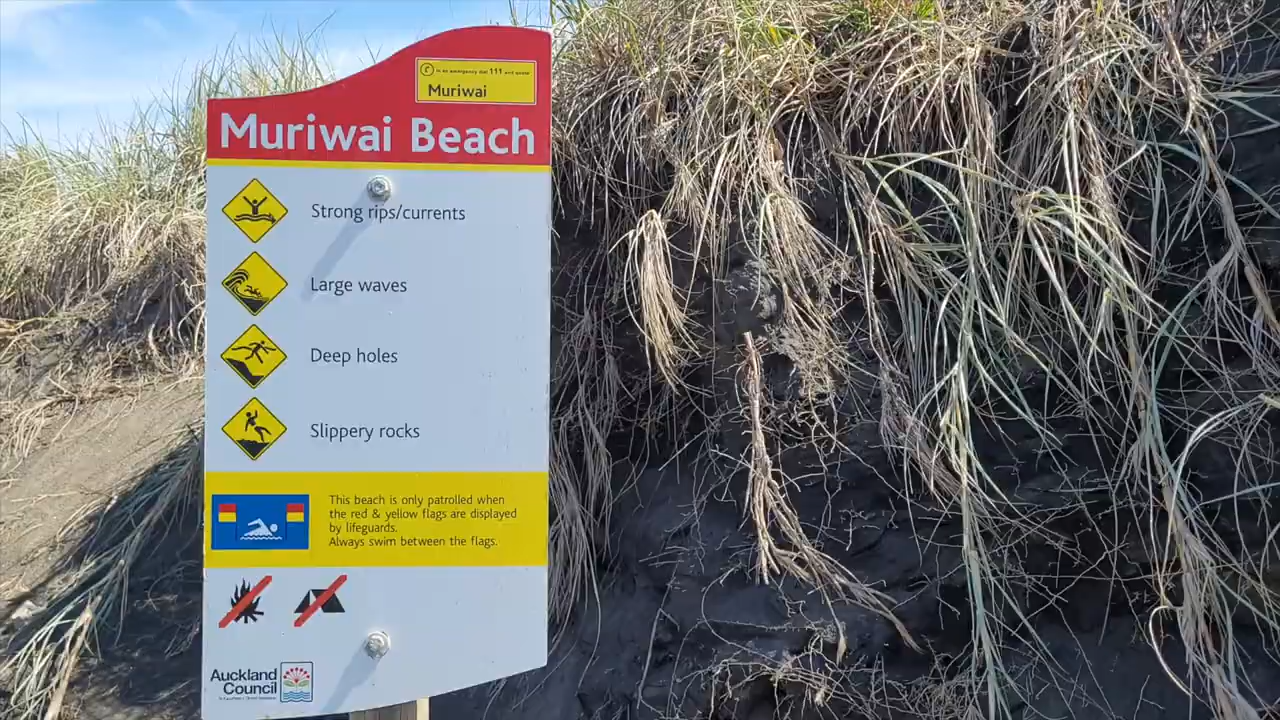 In an emergency dial 111 and quote
Muriwai
Muriwai Beach
Strong rips/currents
Large waves
Deep holes
Slippery rocks
This beach is only patrolled when
the red & yellow flags are displayed
by lifeguards.
Always swim between the flags.
Auckland
Council